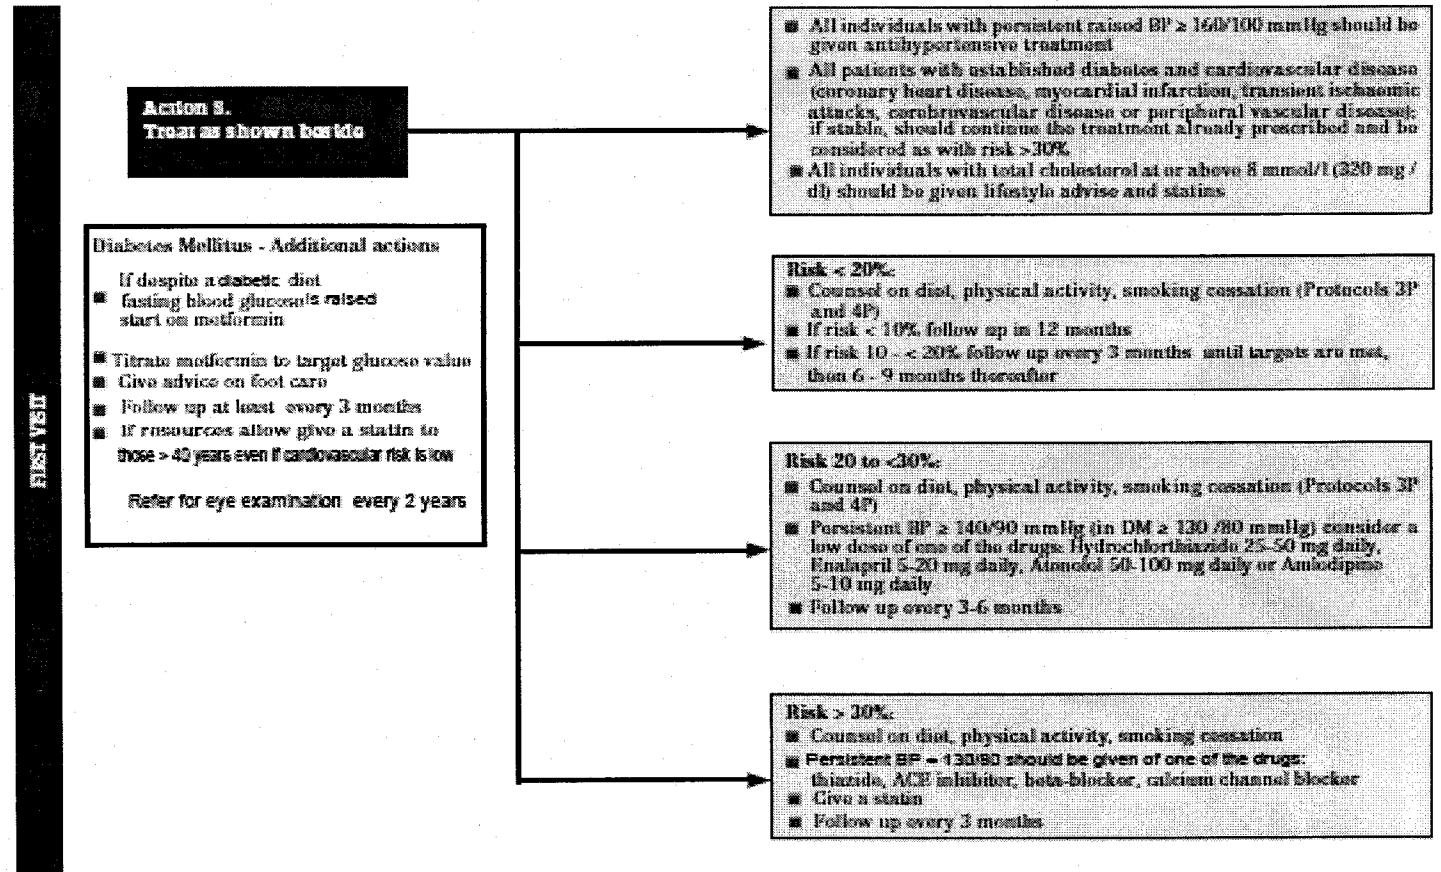 FIRST VISIT
Action 3.
Treat as shown beside
Diabetes Mellitus - Additional actions
If despite a diabetic diet
■ fasting blood glucose is raised
start on metformin
■ Titrate metformin to target glucose value
■ Give advice on foot care
■ Follow up at least every 3 months
■ If resources allow give a statin to
those > 40 years even if cardiovascular risk is low
Refer for eye examination every 2 years
■ All individuals with persistent raised BP ≥ 160/100 mmHg should be
given antihypertensive treatment
■ All patients with established diabetes and cardiovascular disease
(coronary heart disease, myocardial infarction, transient ischaemic
attacks, cerebrovascular disease or peripheral vascular disease);
if stable, should continue the treatment already prescribed and be
considered as with risk >30%
■ All individuals with total cholesterol at or above 8 mmol/l (320 mg /
dl) should be given lifestyle advise and statins
Risk < 20%:
■ Counsel on diet, physical activity, smoking cessation (Protocols 3P
and 4P)
■ If risk < 10% follow up in 12 months
■ If risk 10 - < 20% follow up every 3 months until targets are met,
then 6 - 9 months thereafter
Risk 20 to <30%:
■ Counsel on diet, physical activity, smoking cessation (Protocols 3P
and 4P)
■ Persistent BP ≥ 140/90 mmHg (in DM ≥ 130 /80 mmHg) consider a
low dose of one of the drugs: Hydrochlorthiazide 25-50 mg daily,
Enalapril 5-20 mg daily, Atenolol 50-100 mg daily or Amlodipine
5-10 mg daily
■ Follow up every 3-6 months
Risk > 30%:
■ Counsel on diet, physical activity, smoking cessation
■ Persistent BP = 130/80 should be given of one of the drugs:
thiazide, ACE inhibitor, beta-blocker, calcium channel blocker
■ Give a statin
■ Follow up every 3 months